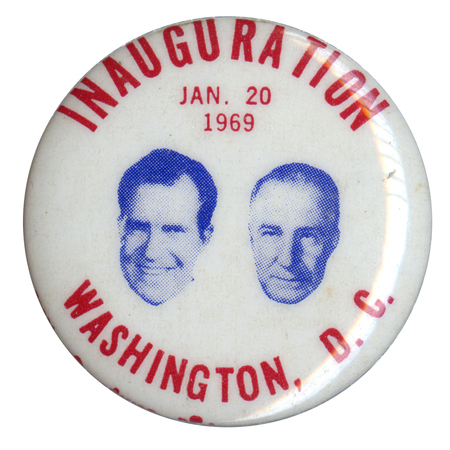 INAUGURATION
JAN. 20
1969
WASHINGTON, D. C.